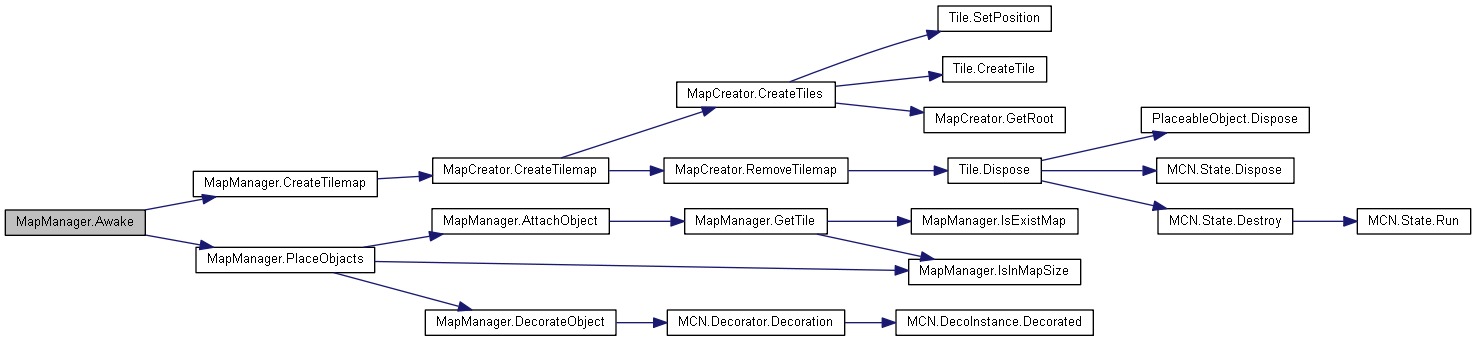 Tile.SetPosition
Tile.CreateTile
MapCreator.CreateTiles
MapCreator.GetRoot
PlaceableObject.Dispose
MapCreator.CreateTilemap
MapCreator.RemoveTilemap
Tile.Dispose
MCN.State.Dispose
MapManager.CreateTilemap
MapManager.Awake
MapManager.AttachObject
MapManager.GetTile
MapManager.IsExistMap
MCN.State.Destroy
MCN.State.Run
MapManager.PlaceObjects
MapManager.IsInMapSize
MapManager.DecorateObject
MCN.Decorator.Decoration
MCN.DecoInstance.Decorated